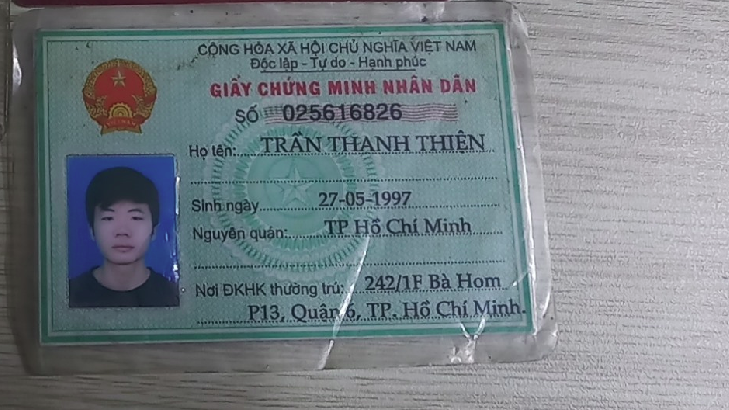 CỘNG HÒA XÃ HỘI CHỦ NGHĨA VIỆT NAM
Độc lập - Tự do - Hạnh phúc
GIẤY CHỨNG MINH NHÂN DÂN
SỐ 025616826
Họ tên: TRẦN THANH THIỆN
Sinh ngày 27-05-1997
Nguyên quán: TP Hồ Chí Minh
Nơi ĐKHK thường trú: 242/1F Bà Hom
P13, Quận 6, TP. Hồ Chí Minh.